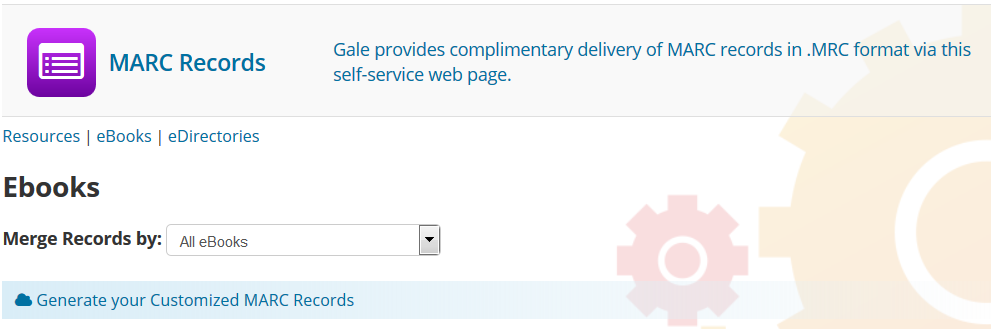 MARC Records
Gale provides complimentary delivery of MARC records in .MRC format via this
self-service web page.
Resources | eBooks | eDirectories
Ebooks
Merge Records by: All eBooks
Generate your Customized MARC Records